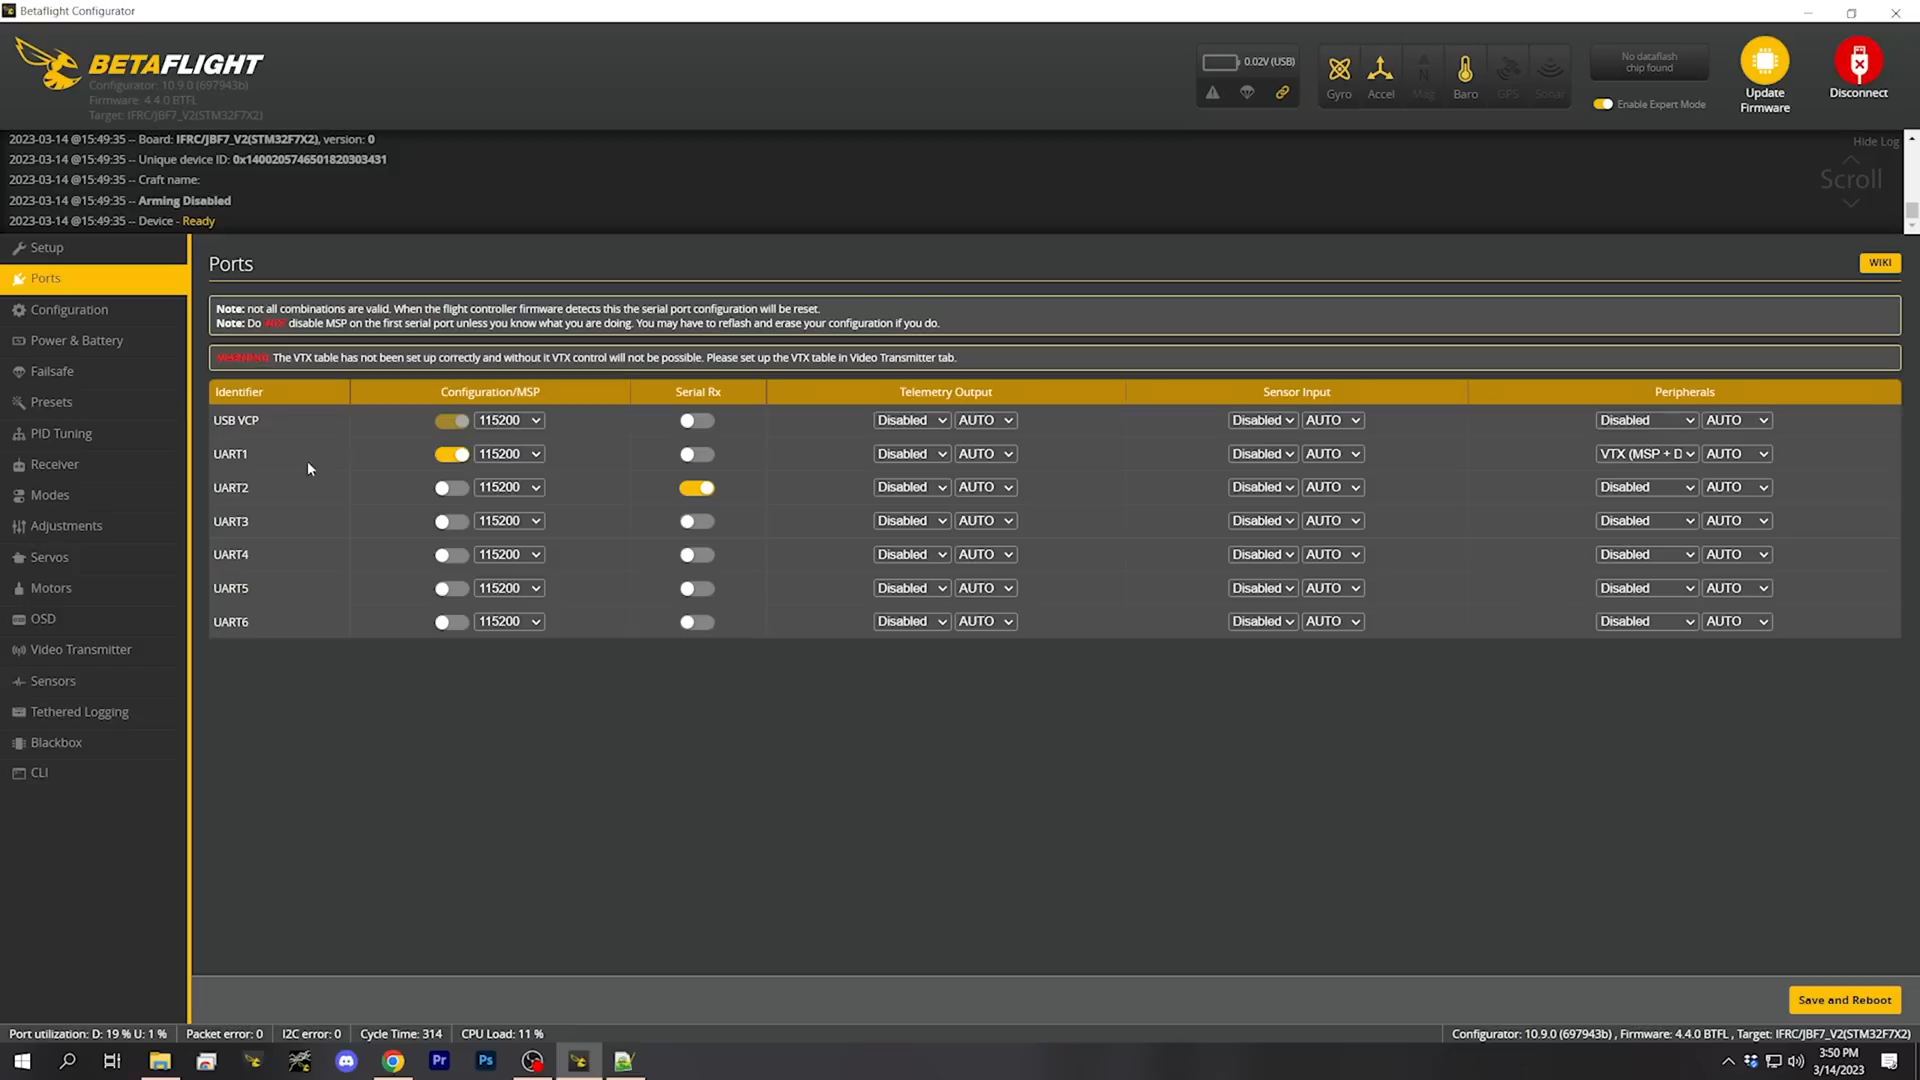 Betaflight Configurator
BETAFLIGHT
Configurator: 10.9.0 (697943b)
Firmware: 4.4.0 BTFL
Target: IFRC/JBF7_V2(STM32F7X2)
0.02V (USB)
Gyro
Accel
Mag
Baro
GPS
Sonar
No dataflash
chip found
Enable Expert Mode
Update
Firmware
Disconnect
2023-03-14 @15:49:35 -- Board: IFRC/JBF7_V2(STM32F7X2), version: 0
2023-03-14 @15:49:35 -- Unique device ID: 0x1400205746501820303431
2023-03-14 @15:49:35 -- Craft name:
2023-03-14 @15:49:35 -- Arming Disabled
2023-03-14 @15:49:35 -- Device - Ready
Hide Log
Scroll
Setup
Ports
Configuration
Power & Battery
Failsafe
Presets
PID Tuning
Receiver
Modes
Adjustments
Servos
Motors
OSD
Video Transmitter
Sensors
Tethered Logging
Blackbox
CLI
Ports
WIKI
Note: not all combinations are valid. When the flight controller firmware detects this the serial port configuration will be reset.
Note: Do NOT disable MSP on the first serial port unless you know what you are doing. You may have to reflash and erase your configuration if you do.
WARNING: The VTX table has not been set up correctly and without it VTX control will not be possible. Please set up the VTX table in Video Transmitter tab.
Identifier Configuration/MSP Serial Rx Telemetry Output Sensor Input Peripherals
USB VCP 115200 Disabled AUTO Disabled AUTO Disabled AUTO
UART1 115200 Disabled AUTO Disabled AUTO VTX (MSP + D AUTO
UART2 115200 Disabled AUTO Disabled AUTO Disabled AUTO
UART3 115200 Disabled AUTO Disabled AUTO Disabled AUTO
UART4 115200 Disabled AUTO Disabled AUTO Disabled AUTO
UART5 115200 Disabled AUTO Disabled AUTO Disabled AUTO
UART6 115200 Disabled AUTO Disabled AUTO Disabled AUTO
Save and Reboot
Port utilization: D: 19 % U: 1 % Packet error: 0 I2C error: 0 Cycle Time: 314 CPU Load: 11 % Configurator: 10.9.0 (697943b) , Firmware: 4.4.0 BTFL , Target: IFRC/JBF7_V2(STM32F7X2)
Pr
Ps
3:50 PM
3/14/2023